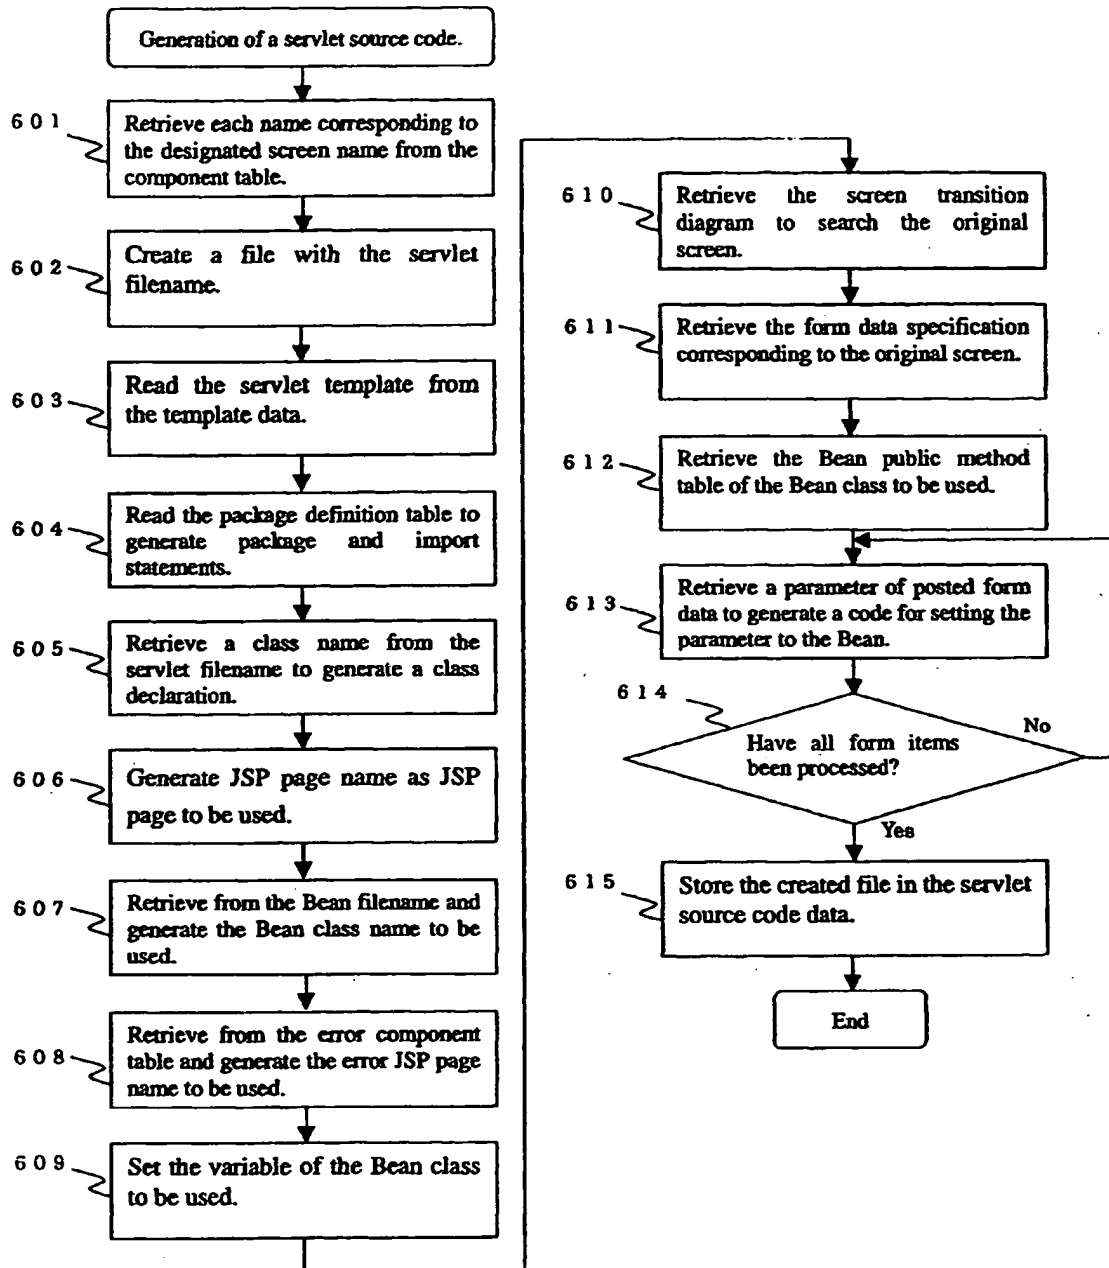 Generation of a servlet source code.
601
Retrieve each name corresponding to
the designated screen name from the
component table.
602
Create a file with the servlet
filename.
603
Read the servlet template from
the template data.
604
Read the package definition table to
generate package and import
statements.
605
Retrieve a class name from the
servlet filename to generate a class
declaration.
606
Generate JSP page name as JSP
page to be used.
607
Retrieve from the Bean filename and
generate the Bean class name to be
used.
608
Retrieve from the error component
table and generate the error JSP page
name to be used.
609
Set the variable of the Bean class
to be used.
610
Retrieve the screen transition
diagram to search the original
screen.
611
Retrieve the form data specification
corresponding to the original screen.
612
Retrieve the Bean public method
table of the Bean class to be used.
613
Retrieve a parameter of posted form
data to generate a code for setting the
parameter to the Bean.
614
Have all form items
been processed?
No
Yes
615
Store the created file in the servlet
source code data.
End